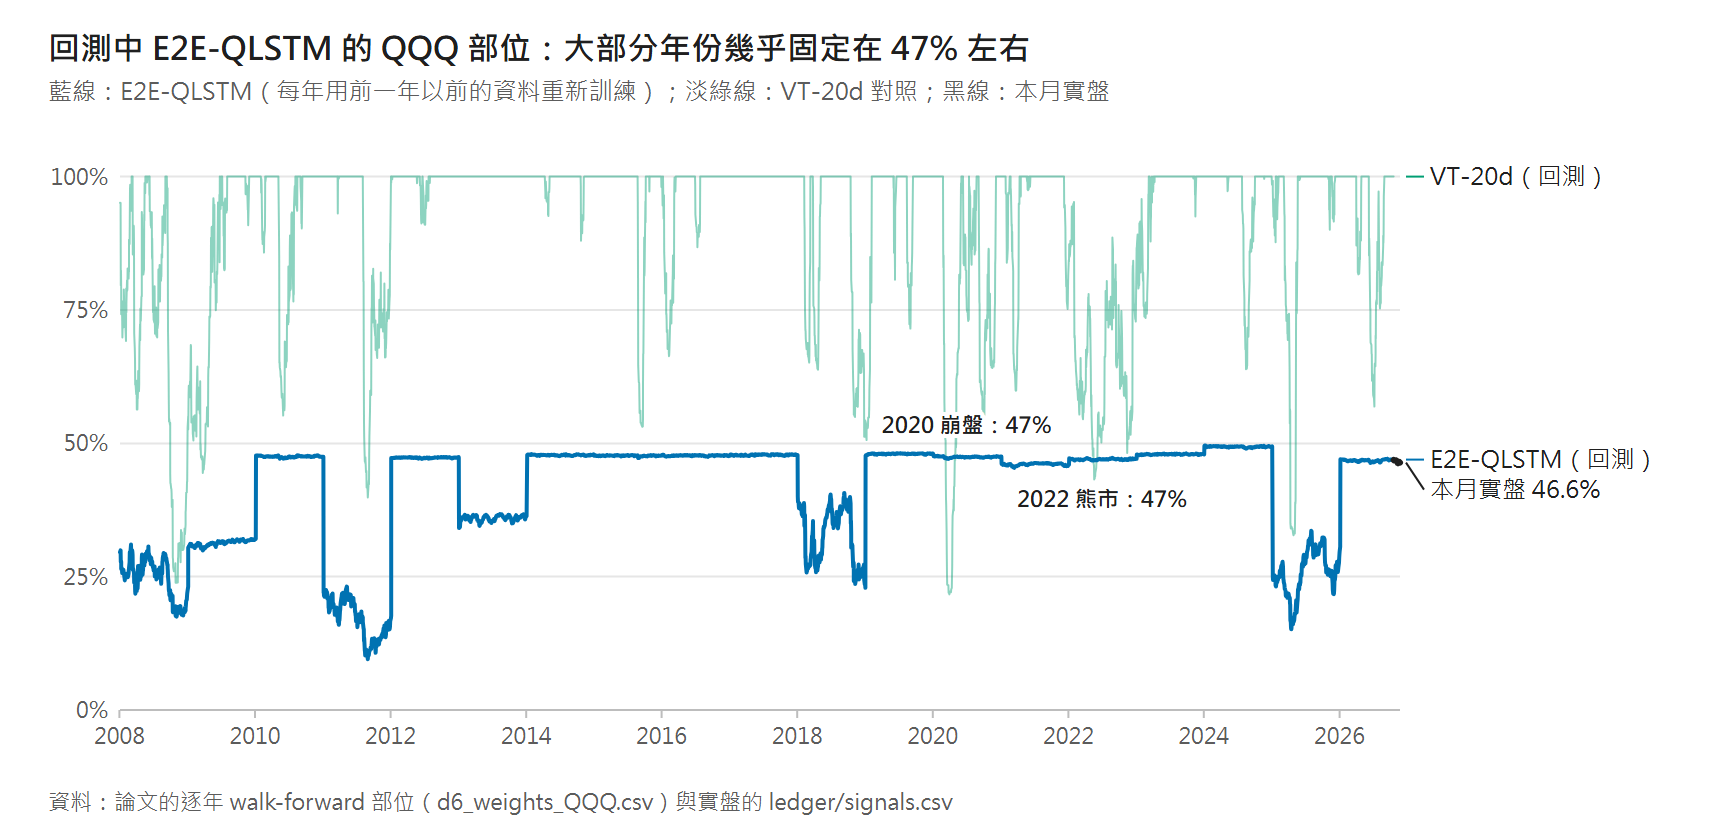 回測中 E2E-QLSTM 的 QQQ 部位：大部分年份幾乎固定在 47% 左右
藍線：E2E-QLSTM（每年用前一年以前的資料重新訓練）；淡綠線：VT-20d 對照；黑線：本月實盤
100%
VT-20d（回測）
75%
2020 崩盤：47%
50%
E2E-QLSTM（回測）
本月實盤 46.6%
2022 熊市：47%
25%
0%
2008 2010 2012 2014 2016 2018 2020 2022 2024 2026
資料：論文的逐年 walk-forward 部位（d6_weights_QQQ.csv）與實盤的 ledger/signals.csv